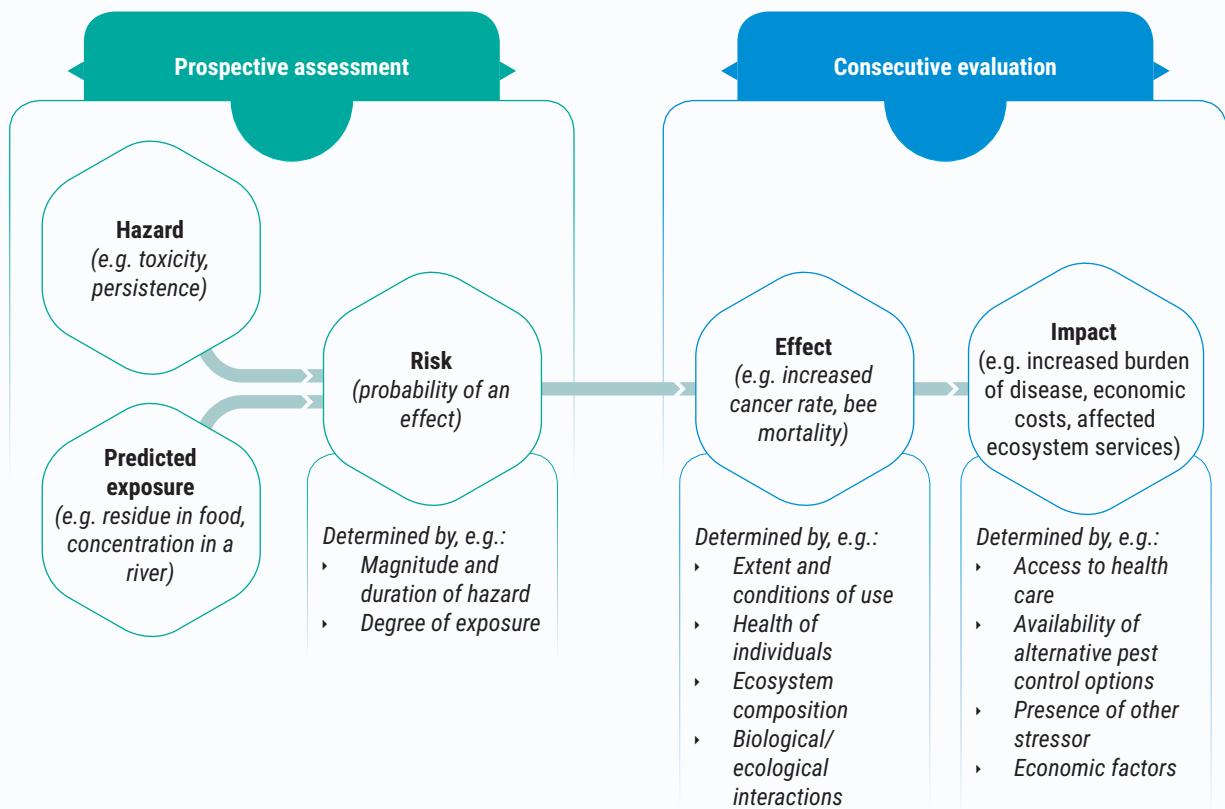 Prospective assessment
Consecutive evaluation
Hazard
(e.g. toxicity,
persistence)
Predicted
exposure
(e.g. residue in food,
concentration in a
river)
Risk
(probability of an
effect)
Determined by, e.g.:
‣ Magnitude and
duration of hazard
‣ Degree of exposure
Effect
(e.g. increased
cancer rate, bee
mortality)
Determined by, e.g.:
‣ Extent and
conditions of use
‣ Health of
individuals
‣ Ecosystem
composition
‣ Biological/
ecological
interactions
Impact
(e.g. increased burden
of disease, economic
costs, affected
ecosystem services)
Determined by, e.g.:
‣ Access to health
care
‣ Availability of
alternative pest
control options
‣ Presence of other
stressor
‣ Economic factors